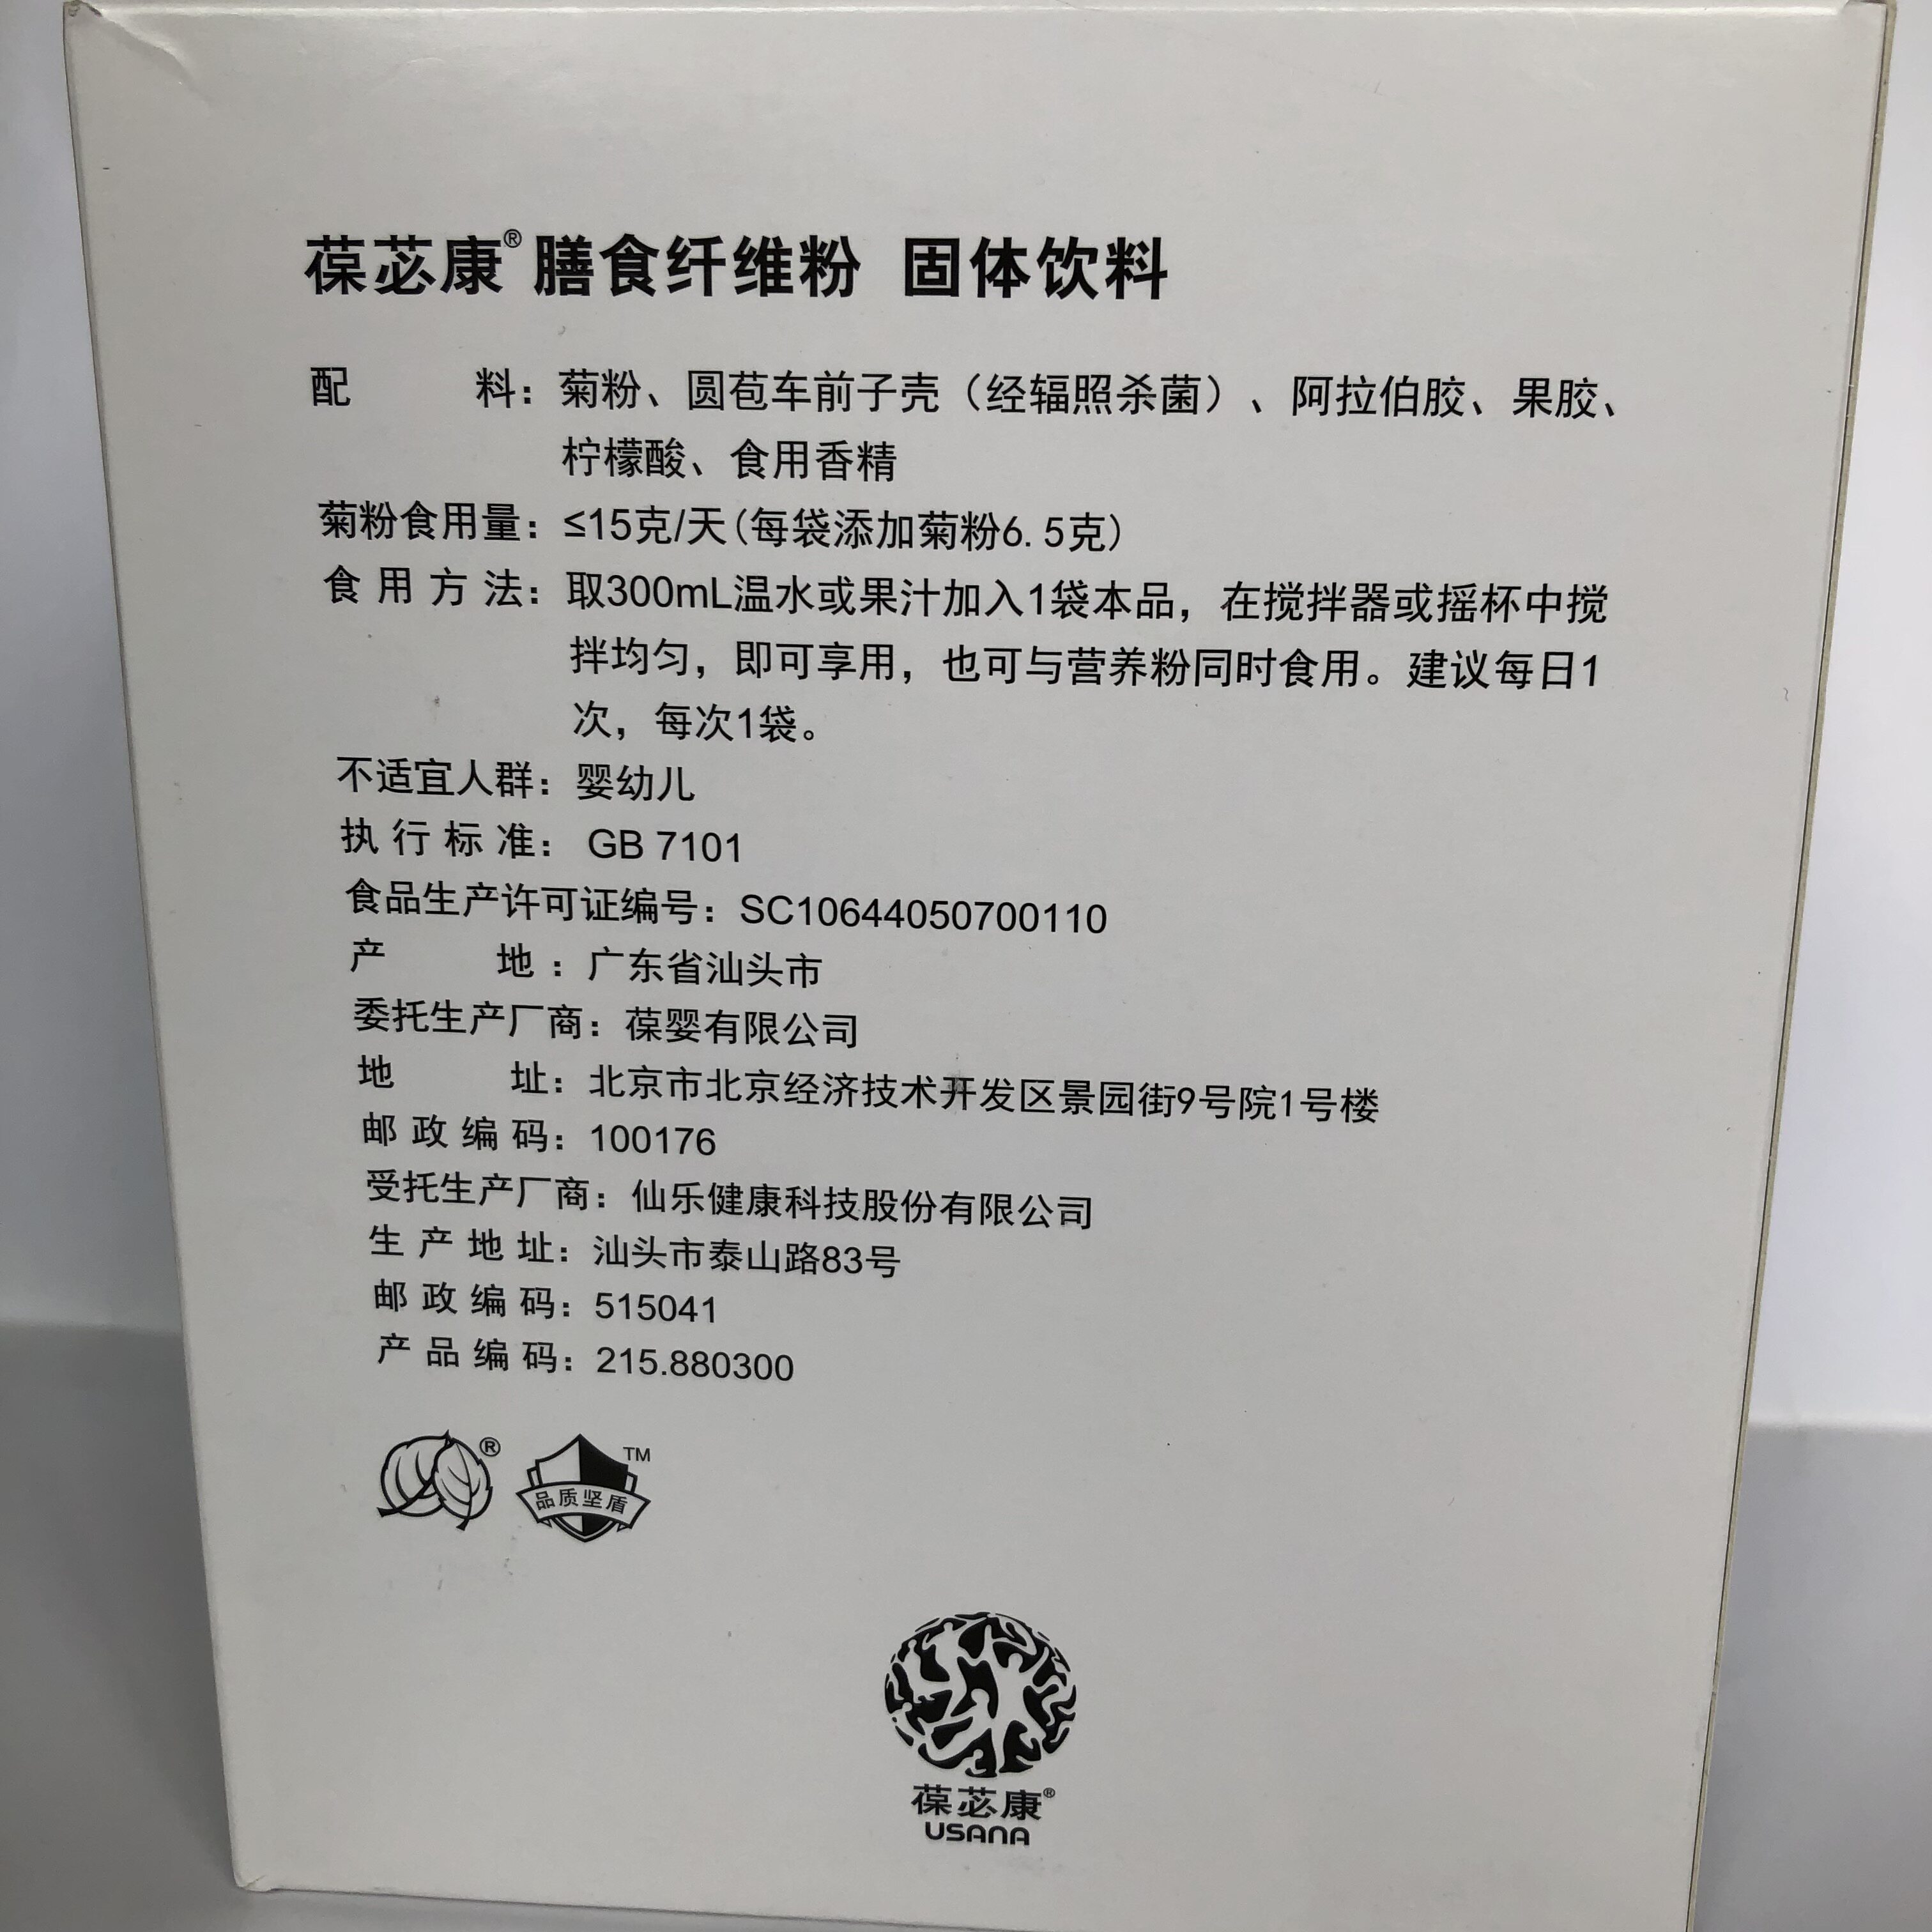 葆苾康®膳食纤维粉 固体饮料
配料：菊粉、圆苞车前子壳（经辐照杀菌）、阿拉伯胶、果胶、
柠檬酸、食用香精
菊粉食用量：≤15克/天(每袋添加菊粉6.5克)
食用方法：取300mL温水或果汁加入1袋本品，在搅拌器或摇杯中搅
拌均匀，即可享用，也可与营养粉同时食用。建议每日1
次，每次1袋。
不适宜人群：婴幼儿
执行标准：GB 7101
食品生产许可证编号：SC10644050700110
产地：广东省汕头市
委托生产厂商：葆婴有限公司
地址：北京市北京经济技术开发区景园街9号院1号楼
邮政编码：100176
受托生产厂商：仙乐健康科技股份有限公司
生产地址：汕头市泰山路83号
邮政编码：515041
产品编码：215.880300
®
TM
品质坚盾
葆苾康®
USANA